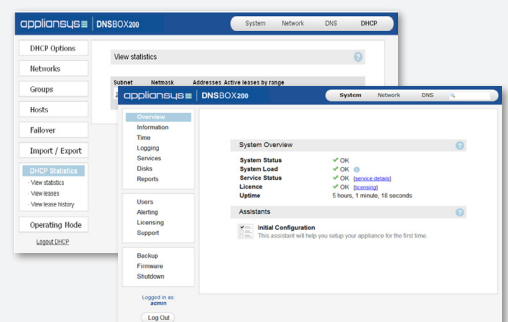 appliansys DNSBOX200 System Network DNS DHCP
DHCP Options
Networks
Groups
Hosts
Failover
Import / Export
DHCP Statistics
View statistics
View leases
View lease history
Operating Mode
Logout DHCP
View statistics
Subnet Netmask Addresses Active leases by range
appliansys DNSBOX200 System Network DNS
Overview
Information
Time
Logging
Services
Disks
Reports
Users
Alerting
Licensing
Support
Backup
Firmware
Shutdown
Logged in as:
admin
Log Out
System Overview
System Status OK
System Load OK
Service Status OK (service details)
Licence OK (licensing)
Uptime 5 hours, 1 minute, 18 seconds
Assistants
Initial Configuration
This assistant will help you setup your appliance for the first time.